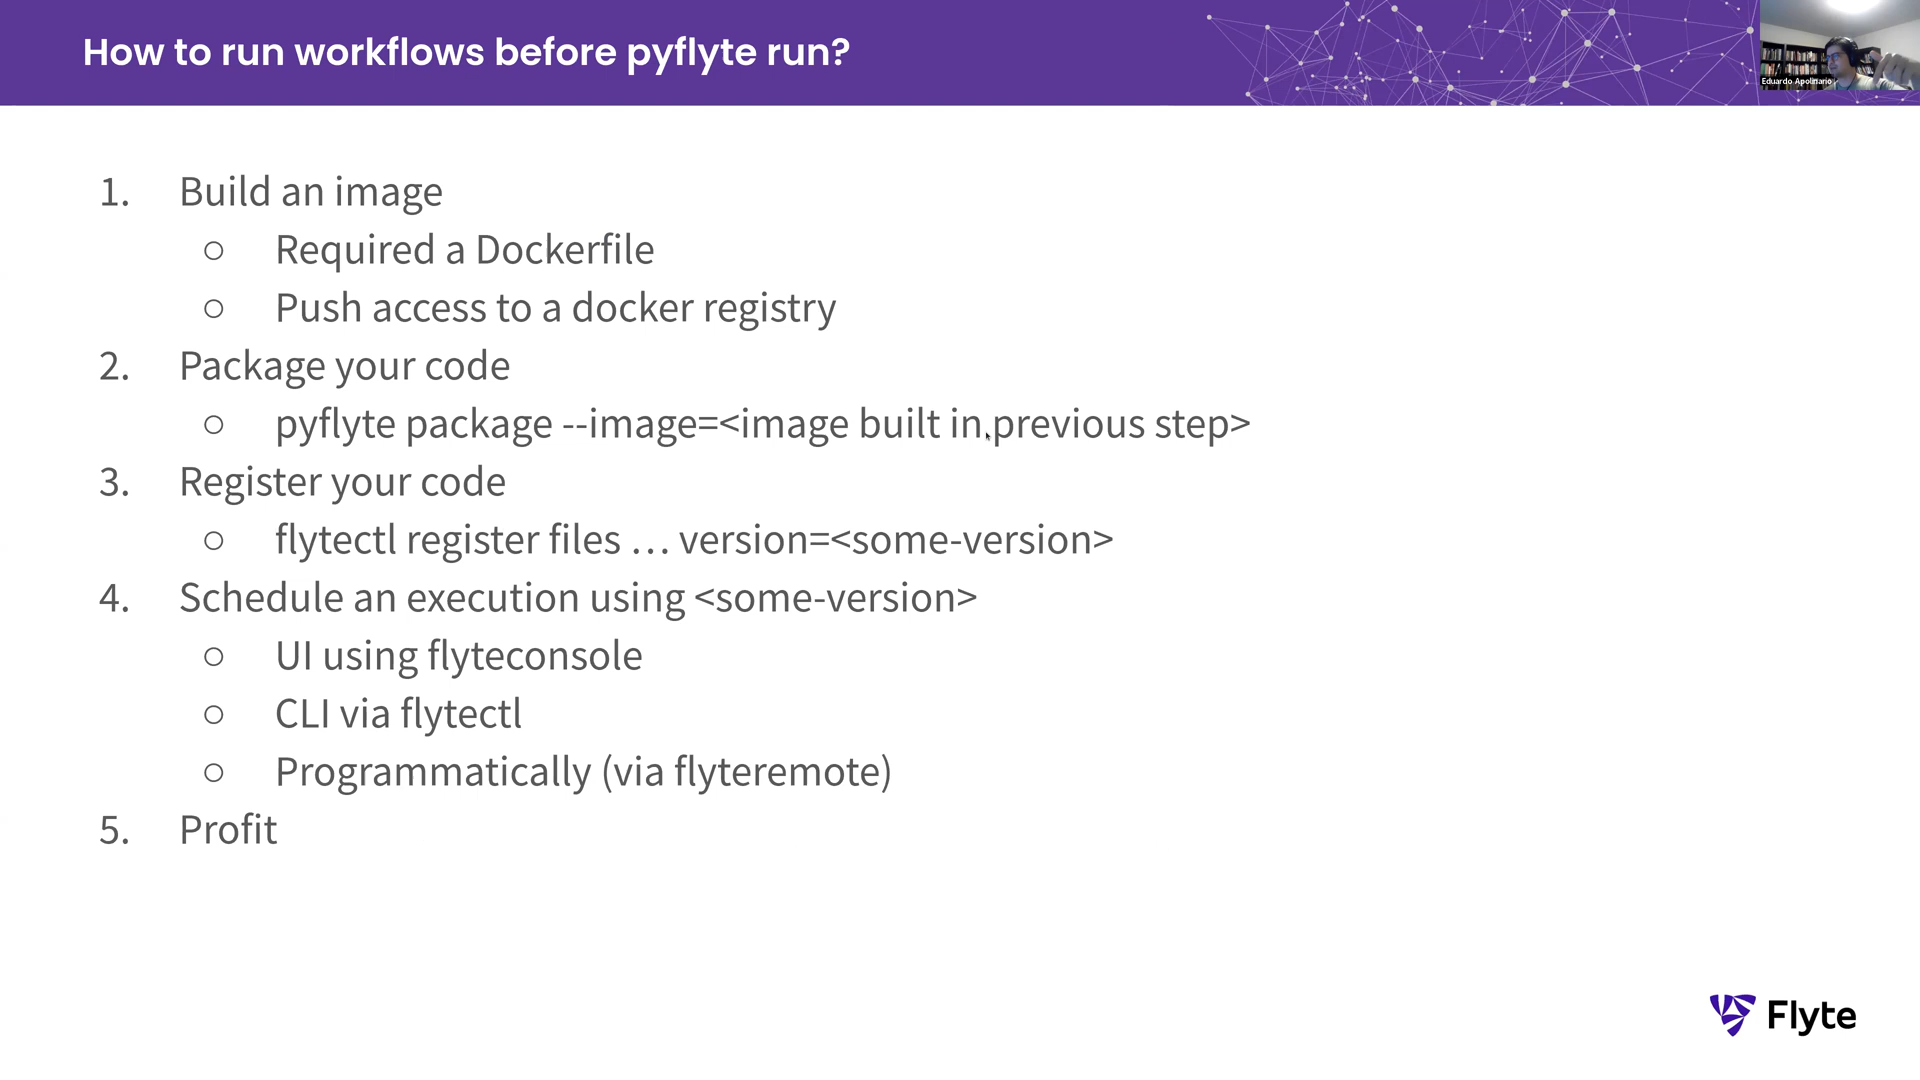 How to run workflows before pyflyte run?
Eduardo Apolinario
1. Build an image
○ Required a Dockerfile
○ Push access to a docker registry
2. Package your code
○ pyflyte package --image=<image built in previous step>
3. Register your code
○ flytectl register files … version=<some-version>
4. Schedule an execution using <some-version>
○ UI using flyteconsole
○ CLI via flytectl
○ Programmatically (via flyteremote)
5. Profit
Flyte